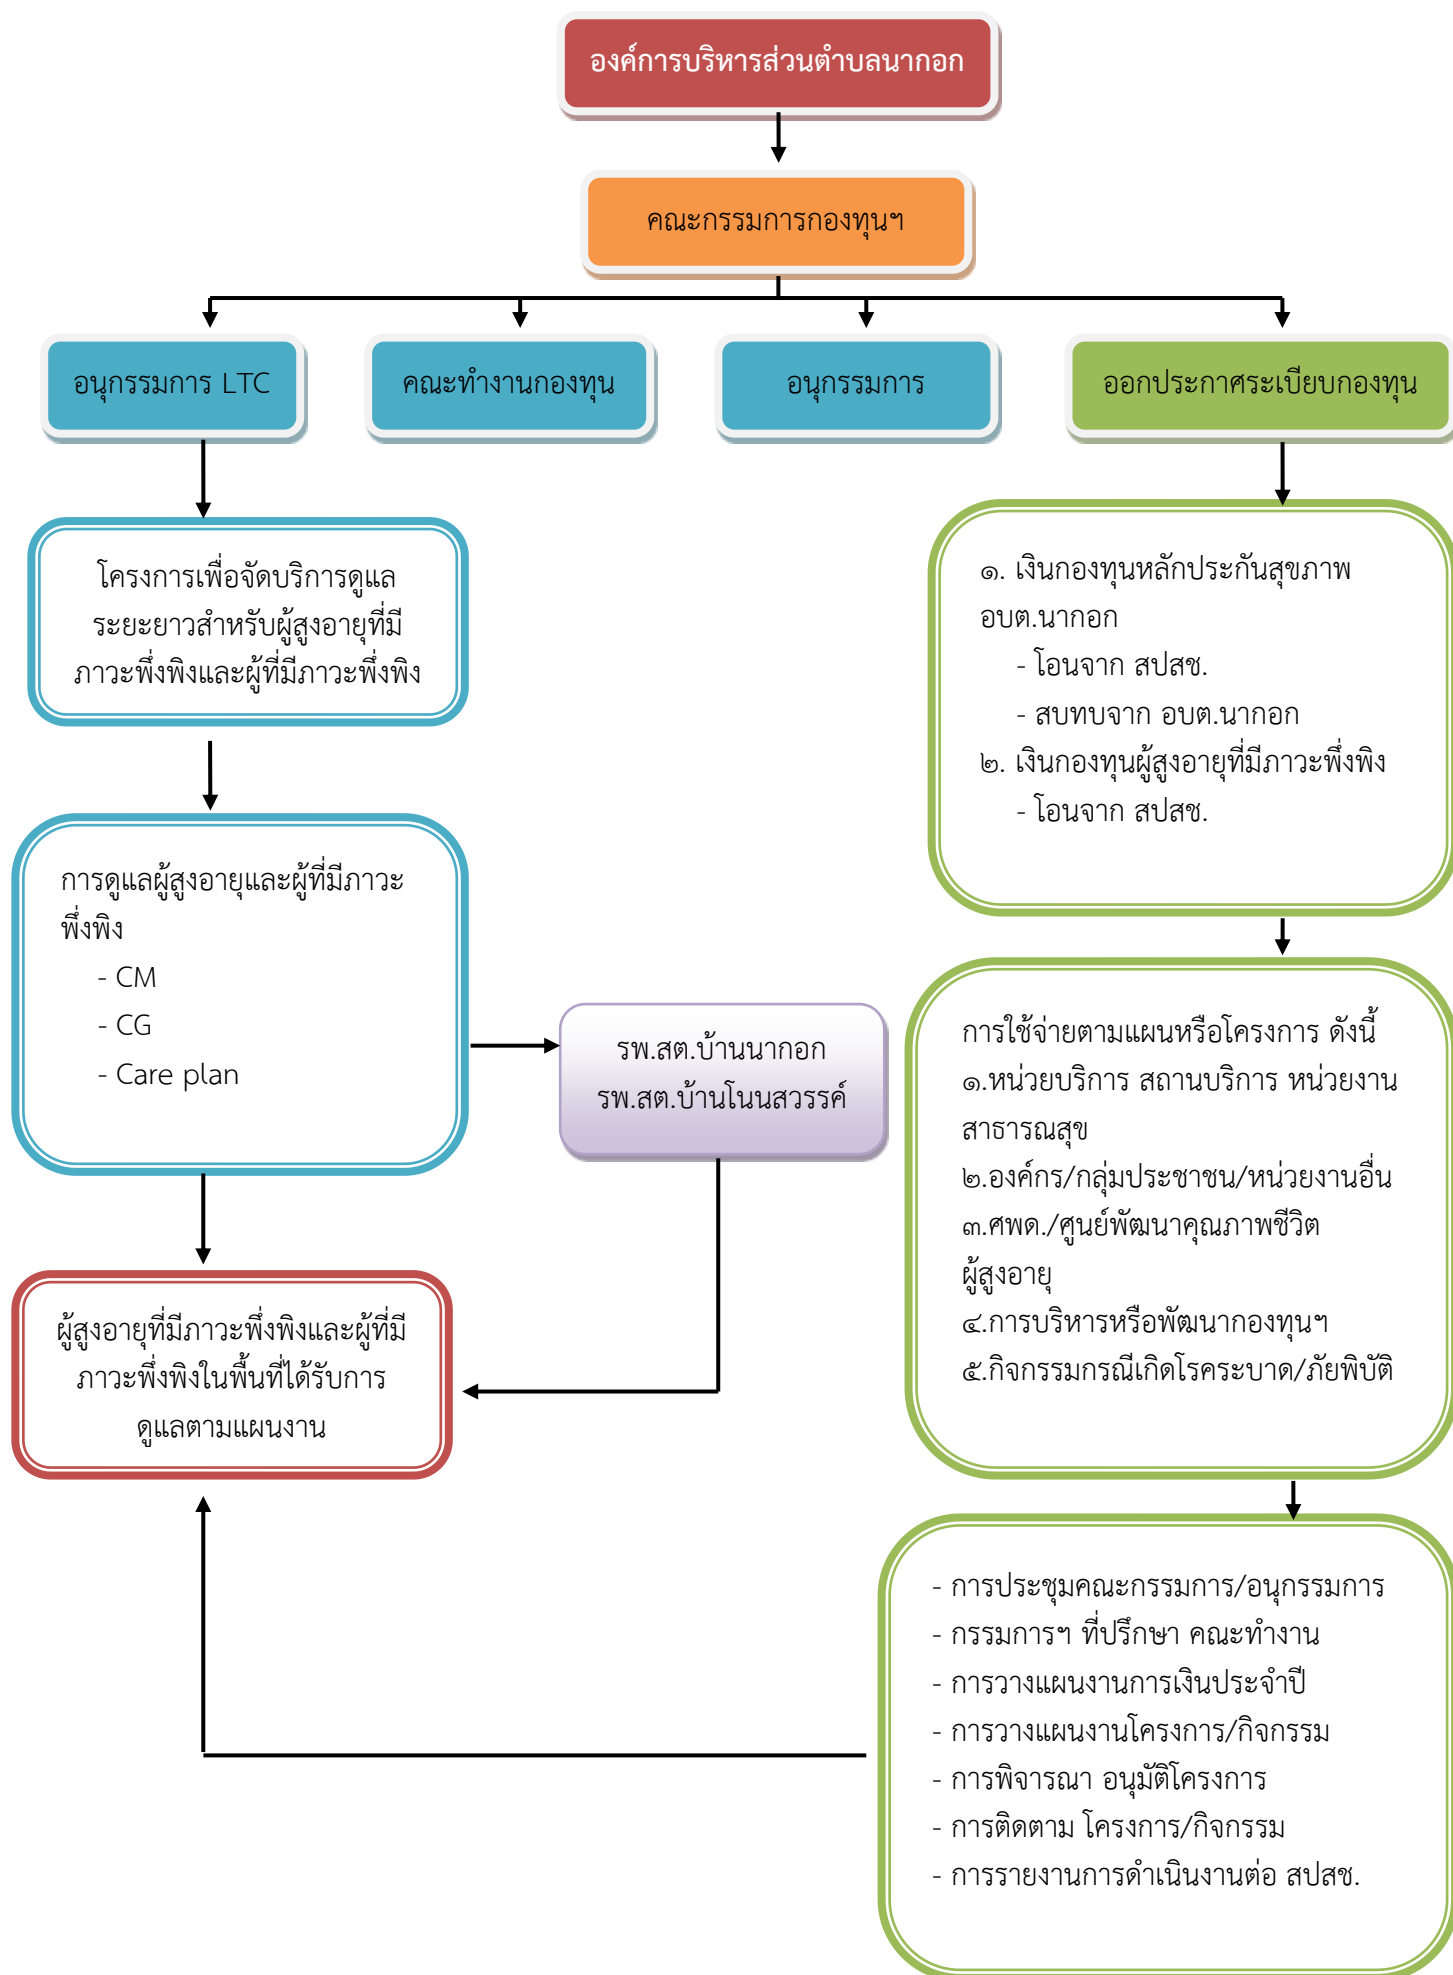 องค์การบริหารส่วนตำบลนากอก
คณะกรรมการกองทุนฯ
อนุกรรมการ LTC
คณะทำงานกองทุน
อนุกรรมการ
ออกประกาศระเบียบกองทุน
โครงการเพื่อจัดบริการดูแล
ระยะยาวสำหรับผู้สูงอายุที่มี
ภาวะพึ่งพิงและผู้ที่มีภาวะพึ่งพิง
๑. เงินกองทุนหลักประกันสุขภาพ
อบต.นากอก
- โอนจาก สปสช.
- สบทบจาก อบต.นากอก
๒. เงินกองทุนผู้สูงอายุที่มีภาวะพึ่งพิง
- โอนจาก สปสช.
การดูแลผู้สูงอายุและผู้ที่มีภาวะ
พึ่งพิง
- CM
- CG
- Care plan
รพ.สต.บ้านนากอก
รพ.สต.บ้านโนนสวรรค์
การใช้จ่ายตามแผนหรือโครงการ ดังนี้
๑.หน่วยบริการ สถานบริการ หน่วยงาน
สาธารณสุข
๒.องค์กร/กลุ่มประชาชน/หน่วยงานอื่น
๓.ศพด./ศูนย์พัฒนาคุณภาพชีวิต
ผู้สูงอายุ
๔.การบริหารหรือพัฒนากองทุนฯ
๕.กิจกรรมกรณีเกิดโรคระบาด/ภัยพิบัติ
ผู้สูงอายุที่มีภาวะพึ่งพิงและผู้ที่มี
ภาวะพึ่งพิงในพื้นที่ได้รับการ
ดูแลตามแผนงาน
- การประชุมคณะกรรมการ/อนุกรรมการ
- กรรมการฯ ที่ปรึกษา คณะทำงาน
- การวางแผนงานการเงินประจำปี
- การวางแผนงานโครงการ/กิจกรรม
- การพิจารณา อนุมัติโครงการ
- การติดตาม โครงการ/กิจกรรม
- การรายงานการดำเนินงานต่อ สปสช.